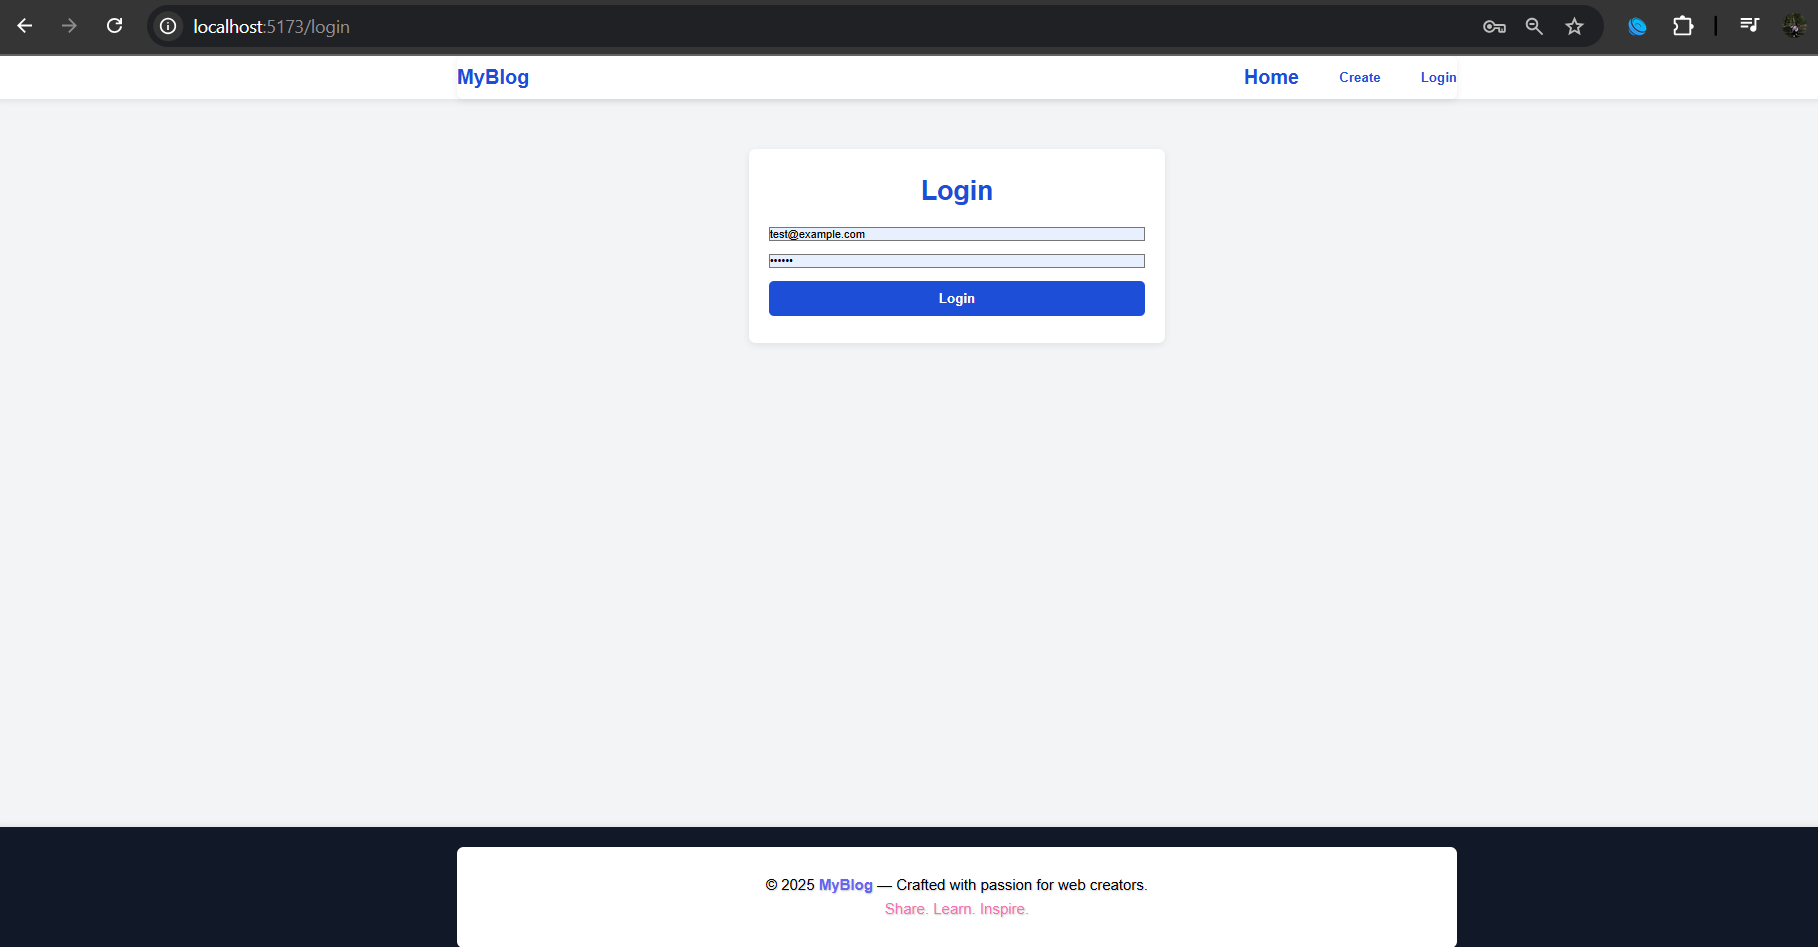 localhost:5173/login
MyBlog
Home Create Login
Login
test@example.com
••••••
Login
© 2025 MyBlog — Crafted with passion for web creators.
Share. Learn. Inspire.